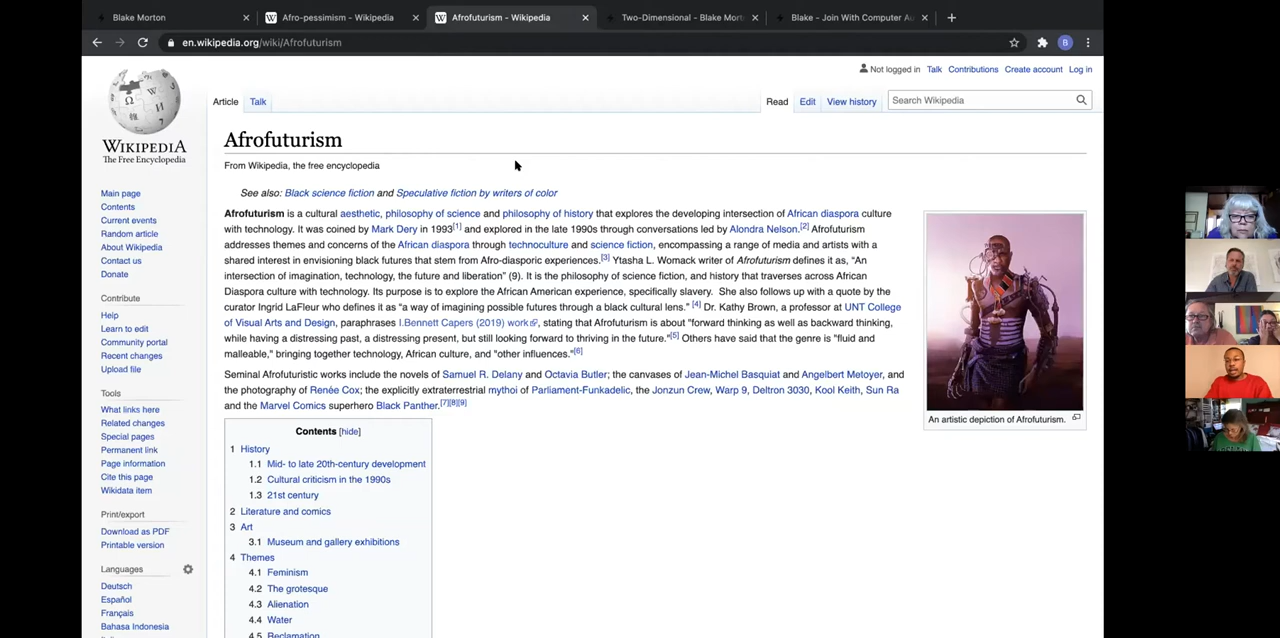 Blake Morton
Afro-pessimism - Wikipedia
Afrofuturism - Wikipedia
Two-Dimensional - Blake Mort
Blake - Join With Computer Au
en.wikipedia.org/wiki/Afrofuturism
B
Not logged in Talk Contributions Create account Log in
Article Talk
Read Edit View history
Search Wikipedia
WIKIPEDIA
The Free Encyclopedia
Main page
Contents
Current events
Random article
About Wikipedia
Contact us
Donate
Contribute
Help
Learn to edit
Community portal
Recent changes
Upload file
Tools
What links here
Related changes
Special pages
Permanent link
Page information
Cite this page
Wikidata item
Print/export
Download as PDF
Printable version
Languages
Deutsch
Español
Français
Bahasa Indonesia
Afrofuturism
From Wikipedia, the free encyclopedia
See also: Black science fiction and Speculative fiction by writers of color
Afrofuturism is a cultural aesthetic, philosophy of science and philosophy of history that explores the developing intersection of African diaspora culture
with technology. It was coined by Mark Dery in 1993[1] and explored in the late 1990s through conversations led by Alondra Nelson.[2] Afrofuturism
addresses themes and concerns of the African diaspora through technoculture and science fiction, encompassing a range of media and artists with a
shared interest in envisioning black futures that stem from Afro-diasporic experiences.[3] Ytasha L. Womack writer of Afrofuturism defines it as, "An
intersection of imagination, technology, the future and liberation" (9). It is the philosophy of science fiction, and history that traverses across African
Diaspora culture with technology. Its purpose is to explore the African American experience, specifically slavery. She also follows up with a quote by the
curator Ingrid LaFleur who defines it as "a way of imagining possible futures through a black cultural lens." [4] Dr. Kathy Brown, a professor at UNT College
of Visual Arts and Design, paraphrases I.Bennett Capers (2019) work, stating that Afrofuturism is about "forward thinking as well as backward thinking,
while having a distressing past, a distressing present, but still looking forward to thriving in the future."[5] Others have said that the genre is "fluid and
malleable," bringing together technology, African culture, and "other influences."[6]
Seminal Afrofuturistic works include the novels of Samuel R. Delany and Octavia Butler; the canvases of Jean-Michel Basquiat and Angelbert Metoyer, and
the photography of Renée Cox; the explicitly extraterrestrial mythoi of Parliament-Funkadelic, the Jonzun Crew, Warp 9, Deltron 3030, Kool Keith, Sun Ra
and the Marvel Comics superhero Black Panther.[7][8][9]
An artistic depiction of Afrofuturism.
Contents [hide]
1 History
1.1 Mid- to late 20th-century development
1.2 Cultural criticism in the 1990s
1.3 21st century
2 Literature and comics
3 Art
3.1 Museum and gallery exhibitions
4 Themes
4.1 Feminism
4.2 The grotesque
4.3 Alienation
4.4 Water
4.5 Reclamation